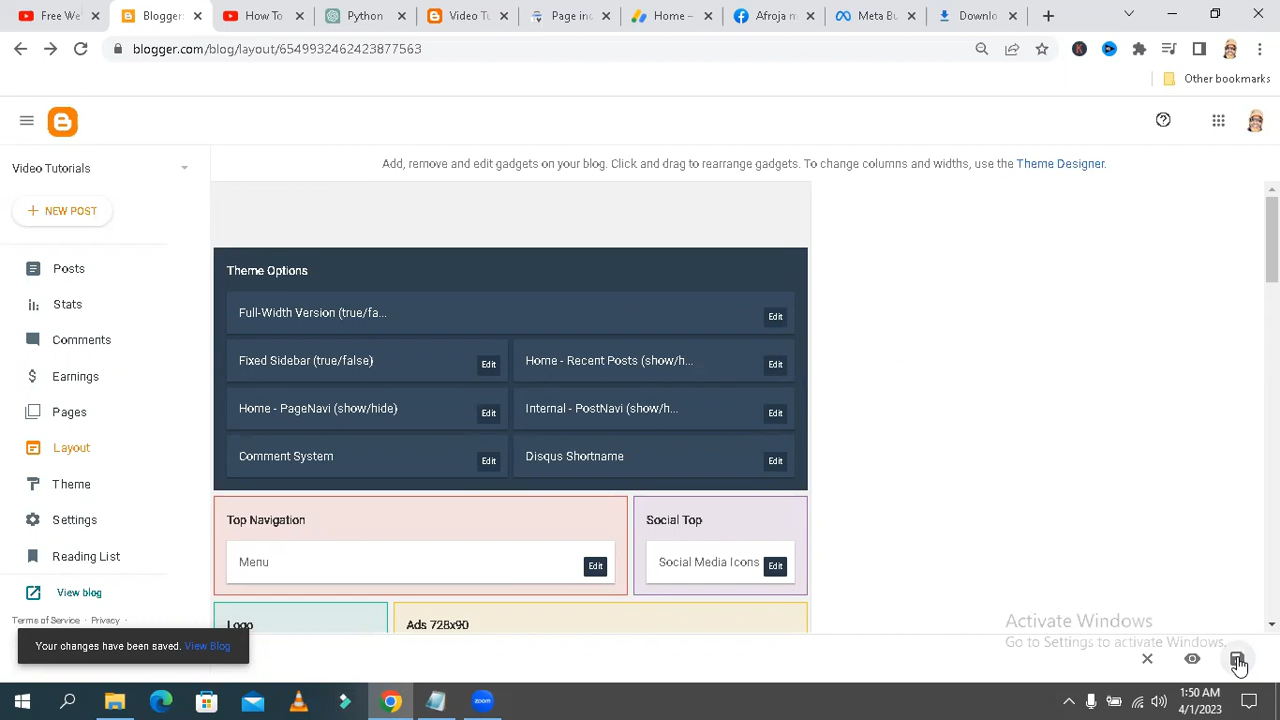 Free We
Blogger:
How To
Python
Video Tu
Page ind
Home –
Afroja m
Meta Bu
Downlo
blogger.com/blog/layout/6549932462423877563
K
Other bookmarks
Add, remove and edit gadgets on your blog. Click and drag to rearrange gadgets. To change columns and widths, use the Theme Designer.
Video Tutorials
NEW POST
Posts
Stats
Comments
Earnings
Pages
Layout
Theme
Settings
Reading List
View blog
Terms of Service · Privacy ·
Theme Options
Full-Width Version (true/fa...
Edit
Fixed Sidebar (true/false)
Edit
Home - Recent Posts (show/h...
Edit
Home - PageNavi (show/hide)
Edit
Internal - PostNavi (show/h...
Edit
Comment System
Edit
Disqus Shortname
Edit
Top Navigation
Menu
Edit
Social Top
Social Media Icons
Edit
Logo
Ads 728x90
Your changes have been saved. View Blog
Activate Windows
Go to Settings to activate Windows.
1:50 AM
4/1/2023